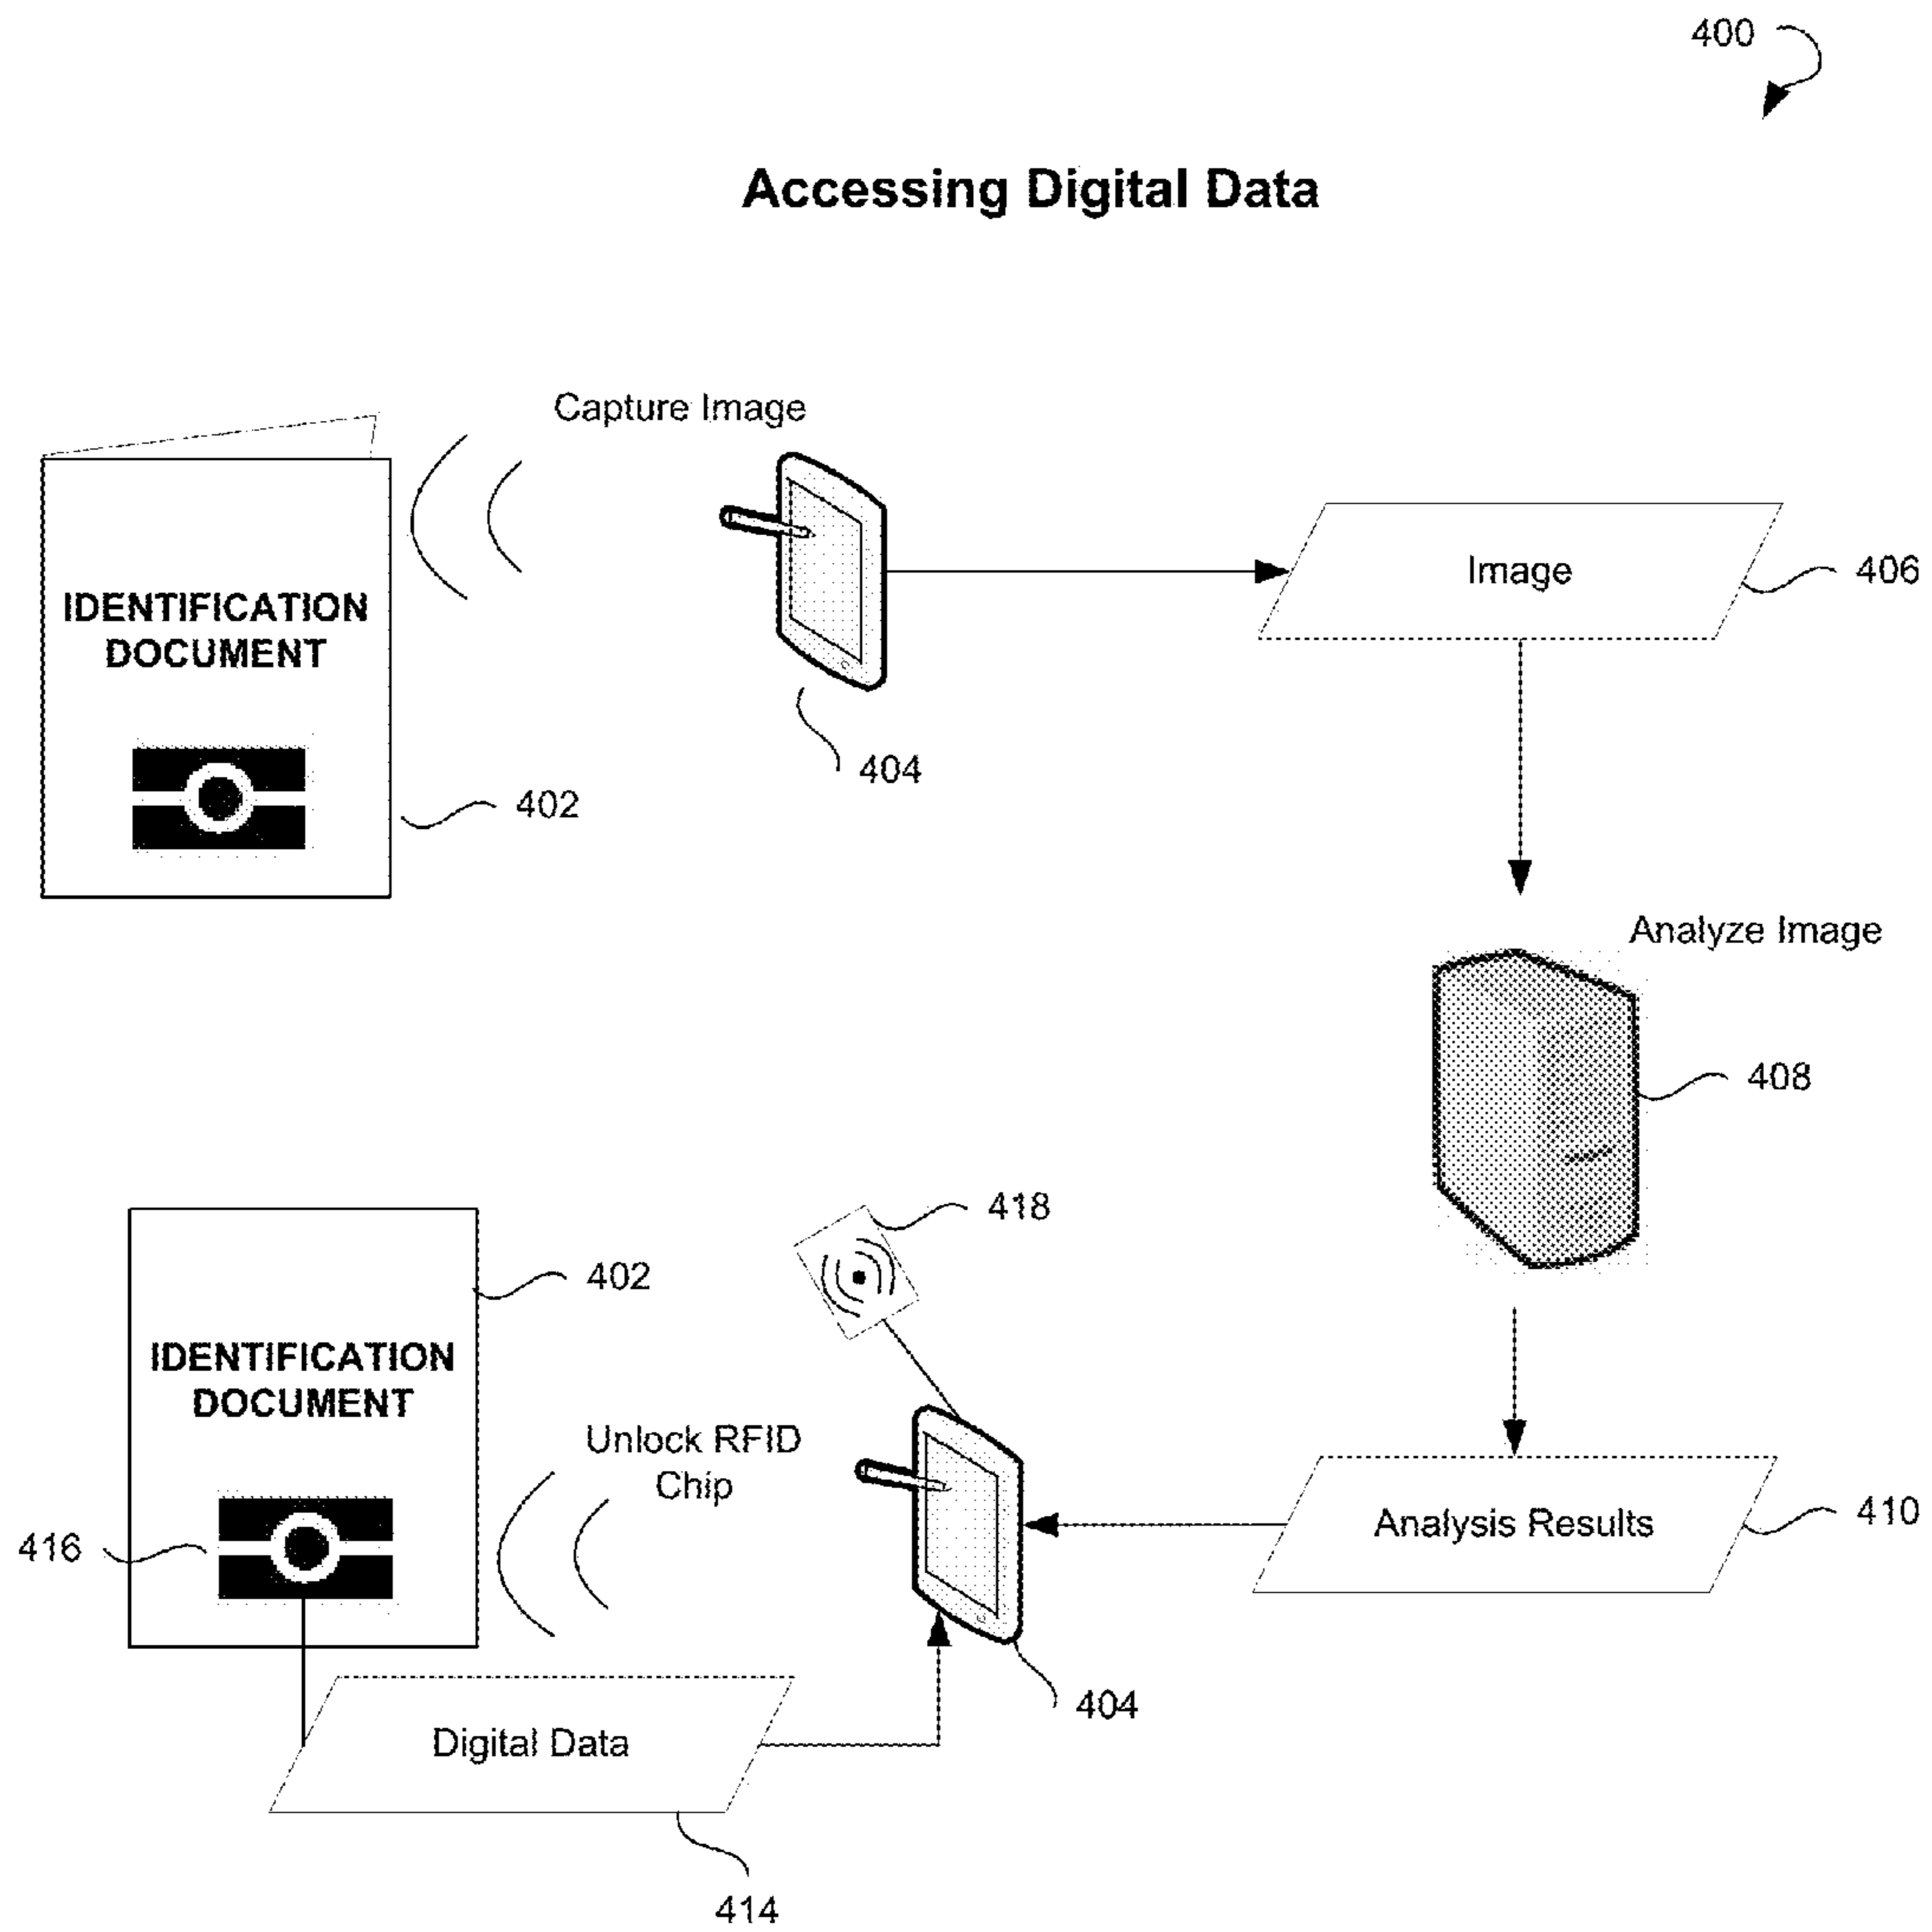 400
Accessing Digital Data
Capture Image
IDENTIFICATION
DOCUMENT
402
404
Image
406
Analyze Image
408
418
402
IDENTIFICATION
DOCUMENT
416
Unlock RFID
Chip
Analysis Results
410
404
Digital Data
414